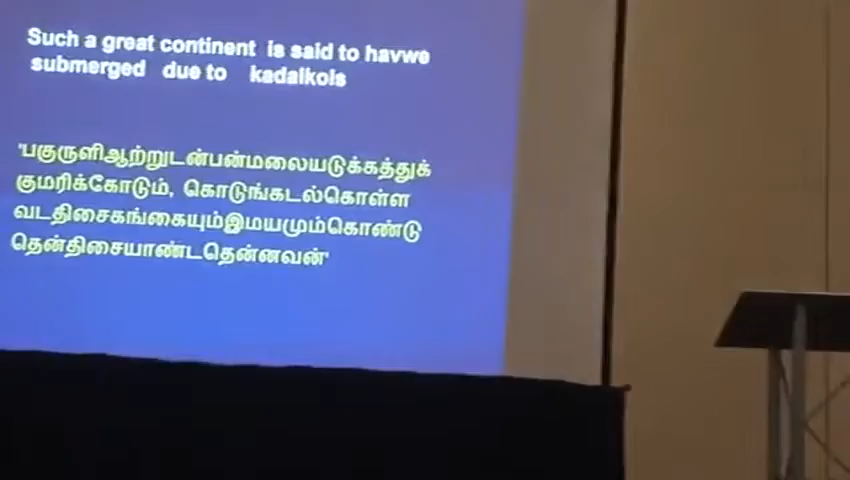 Such a great continent is said to havwe
submerged due to kadalkols
'பகுருளிஆற்றுடன்பன்மலையடுக்கத்துக்
குமரிக்கோடும், கொடுங்கடல்கொள்ள
வடதிசைகங்கையும்இமயமும்கொண்டு
தென்திசையாண்டதென்னவன்'